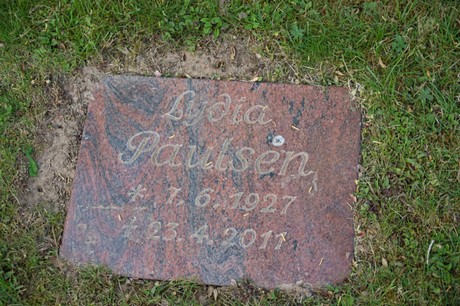 Lydia
Paulsen
* 7.6.1927
† 23.4.2011